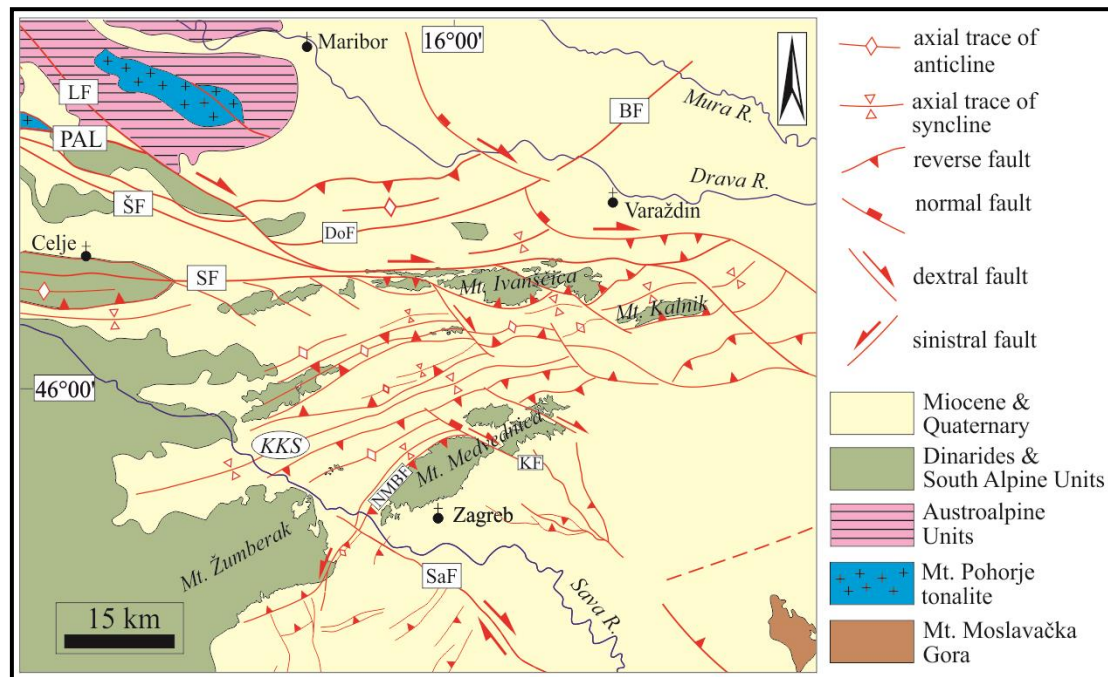 Maribor
16°00'
LF
BF
Mura R.
PAL
Drava R.
ŠF
Varaždin
DoF
Celje
SF
Mt. Ivanščica
Mt. Kalnik
46°00'
KKS
Mt. Medvednica
NMBF
KF
Zagreb
Mt. Žumberak
SaF
Sava R.
15 km
axial trace of
anticline
axial trace of
syncline
reverse fault
normal fault
dextral fault
sinistral fault
Miocene &
Quaternary
Dinarides &
South Alpine Units
Austroalpine
Units
Mt. Pohorje
tonalite
Mt. Moslavačka
Gora